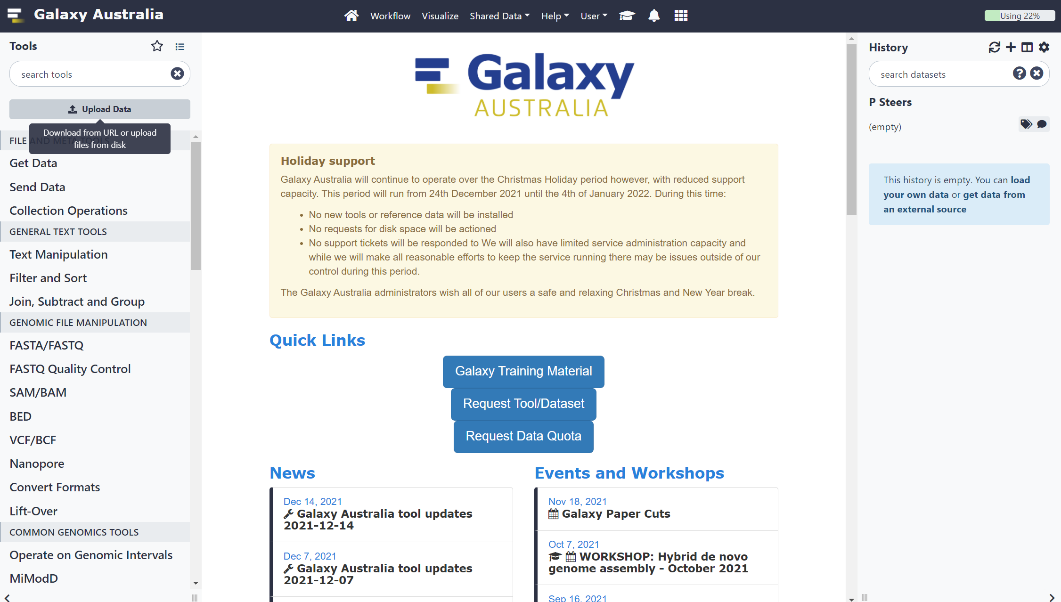 Galaxy Australia
Workflow Visualize Shared Data Help User
Using 22%
Tools
search tools
Upload Data
Download from URL or upload
files from disk
Get Data
Send Data
Collection Operations
GENERAL TEXT TOOLS
Text Manipulation
Filter and Sort
Join, Subtract and Group
GENOMIC FILE MANIPULATION
FASTA/FASTQ
FASTQ Quality Control
SAM/BAM
BED
VCF/BCF
Nanopore
Convert Formats
Lift-Over
COMMON GENOMICS TOOLS
Operate on Genomic Intervals
MiModD
Galaxy
AUSTRALIA
Holiday support
Galaxy Australia will continue to operate over the Christmas Holiday period however, with reduced support
capacity. This period will run from 24th December 2021 until the 4th of January 2022. During this time:
• No new tools or reference data will be installed
• No requests for disk space will be actioned
• No support tickets will be responded to We will also have limited service administration capacity and
while we will make all reasonable efforts to keep the service running there may be issues outside of our
control during this period.
The Galaxy Australia administrators wish all of our users a safe and relaxing Christmas and New Year break.
Quick Links
Galaxy Training Material
Request Tool/Dataset
Request Data Quota
News
Dec 14, 2021
Galaxy Australia tool updates
2021-12-14
Dec 7, 2021
Galaxy Australia tool updates
2021-12-07
Events and Workshops
Nov 18, 2021
Galaxy Paper Cuts
Oct 7, 2021
WORKSHOP: Hybrid de novo
genome assembly - October 2021
Sep 16, 2021
History
search datasets
P Steers
(empty)
This history is empty. You can load
your own data or get data from
an external source